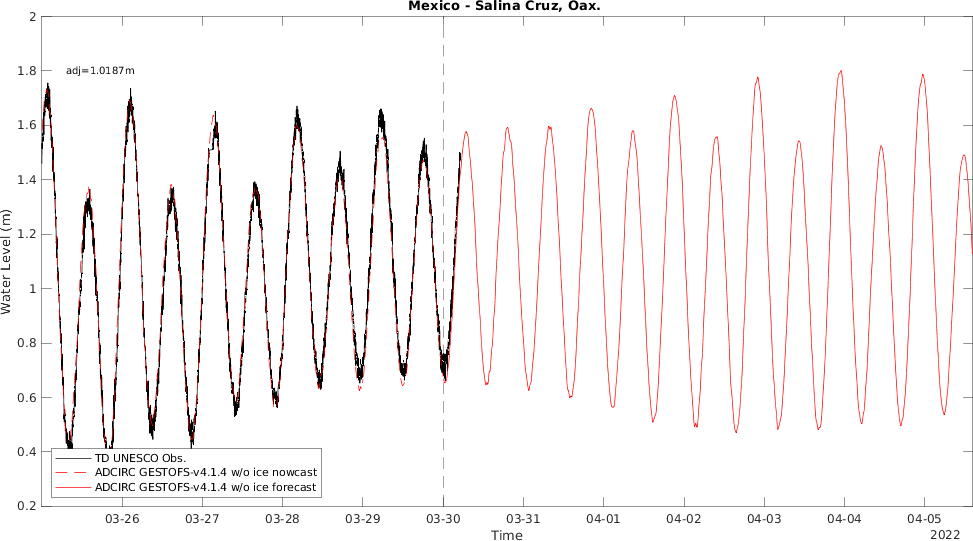 Mexico - Salina Cruz, Oax.
adj=1.0187m
Water Level (m)
2
1.8
1.6
1.4
1.2
1
0.8
0.6
0.4
0.2
TD UNESCO Obs.
ADCIRC GESTOFS-v4.1.4 w/o ice nowcast
ADCIRC GESTOFS-v4.1.4 w/o ice forecast
03-26 03-27 03-28 03-29 03-30 03-31 04-01 04-02 04-03 04-04 04-05
Time
2022